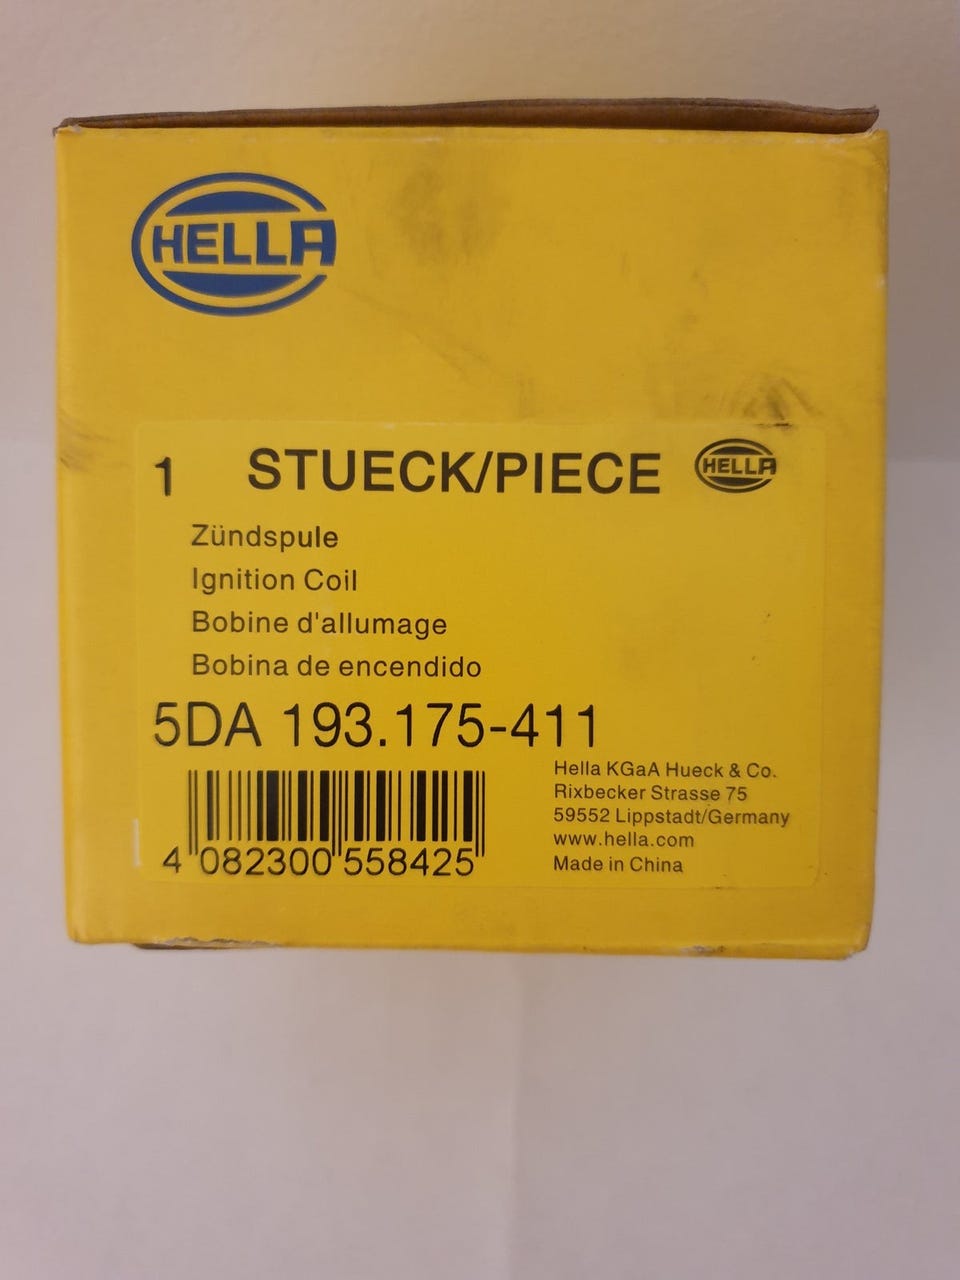 HELLA
1 STUECK/PIECE HELLA
Zündspule
Ignition Coil
Bobine d'allumage
Bobina de encendido
5DA 193.175-411
Hella KGaA Hueck & Co.
Rixbecker Strasse 75
59552 Lippstadt/Germany
www.hella.com
Made in China
4 082300 558425